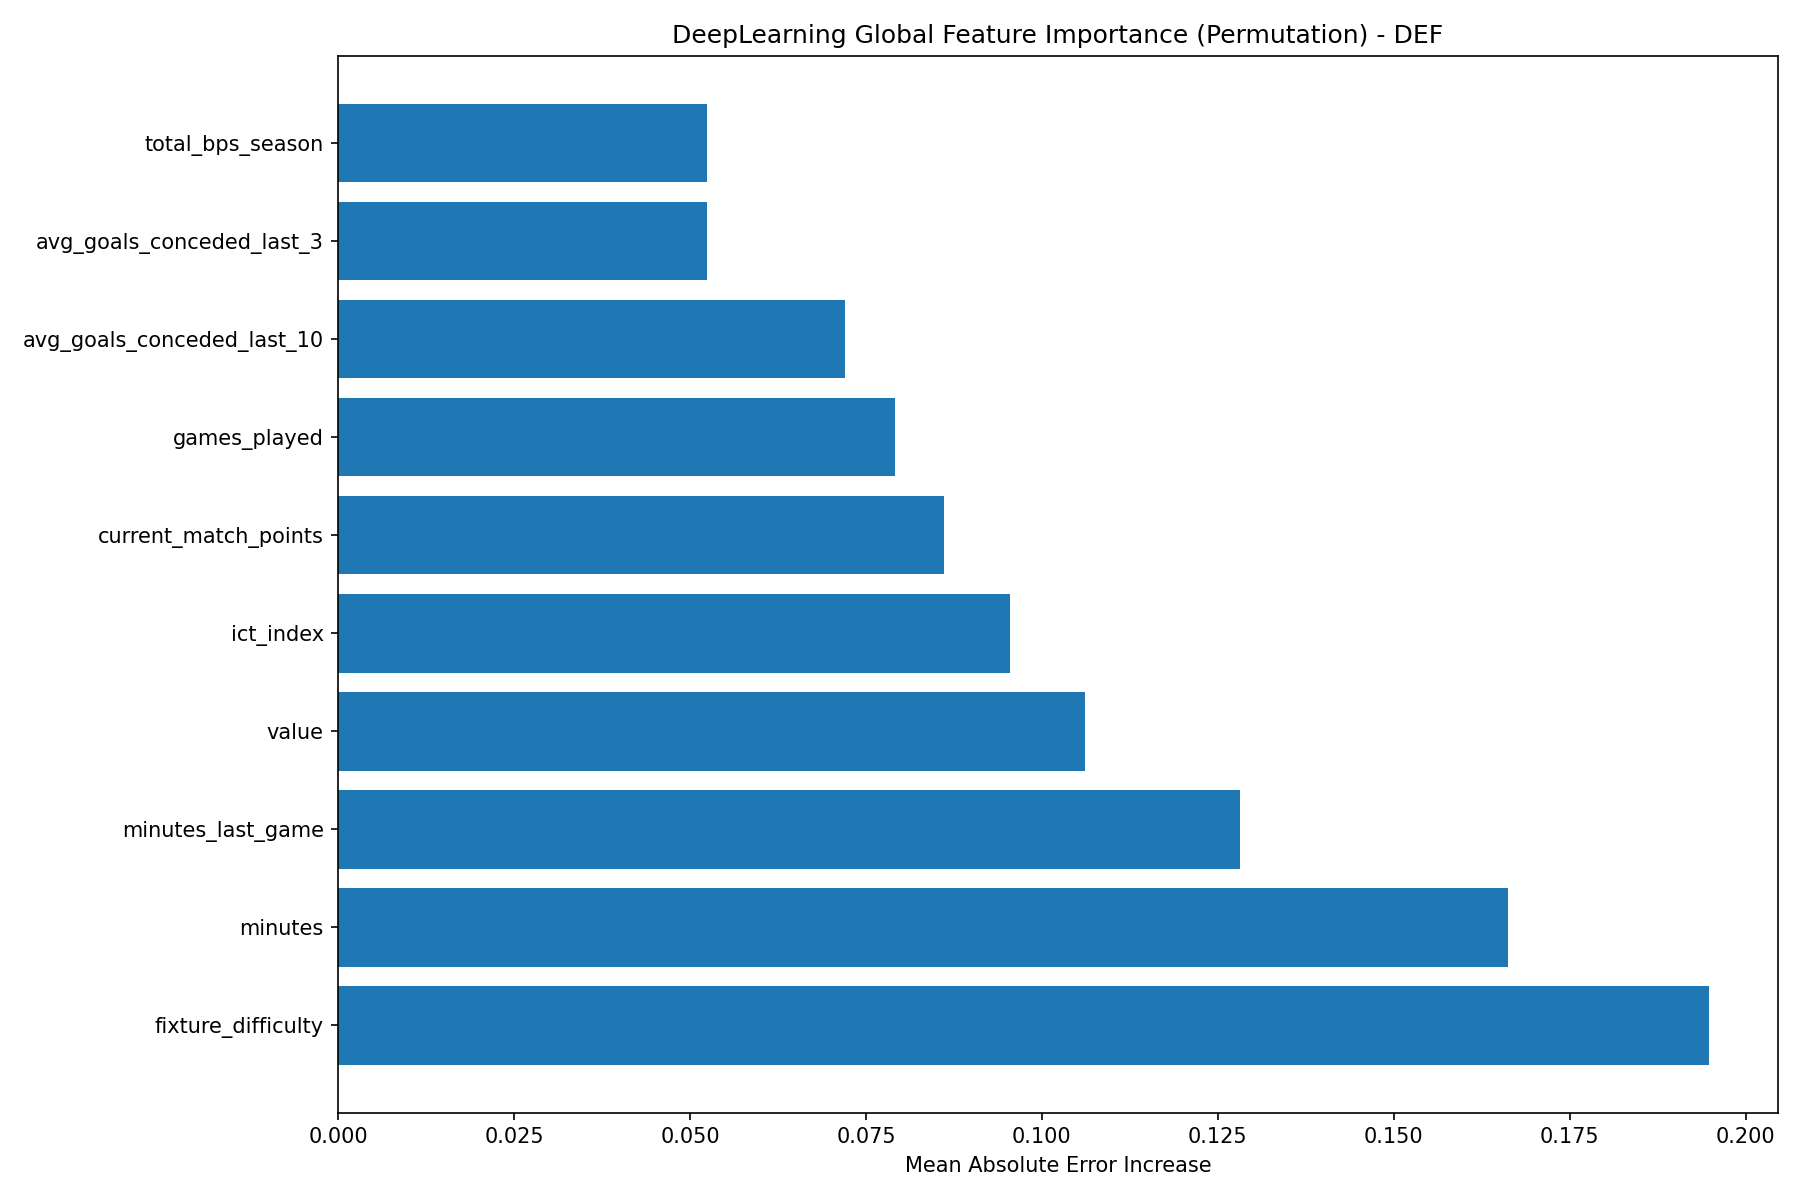 DeepLearning Global Feature Importance (Permutation) - DEF
total_bps_season
avg_goals_conceded_last_3
avg_goals_conceded_last_10
games_played
current_match_points
ict_index
value
minutes_last_game
minutes
fixture_difficulty
0.000 0.025 0.050 0.075 0.100 0.125 0.150 0.175 0.200
Mean Absolute Error Increase